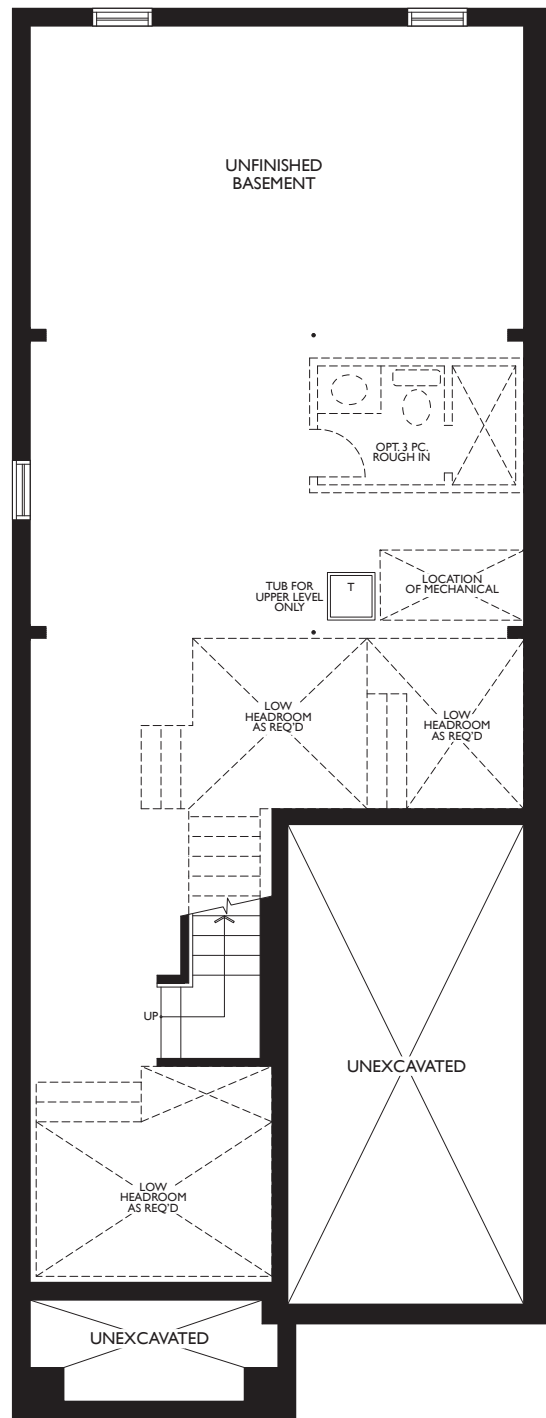 UNFINISHED
BASEMENT
OPT. 3 PC.
ROUGH IN
TUB FOR
UPPER LEVEL
ONLY
T
LOCATION
OF MECHANICAL
LOW
HEADROOM
AS REQ'D
LOW
HEADROOM
AS REQ'D
UP
UNEXCAVATED
LOW
HEADROOM
AS REQ'D
UNEXCAVATED